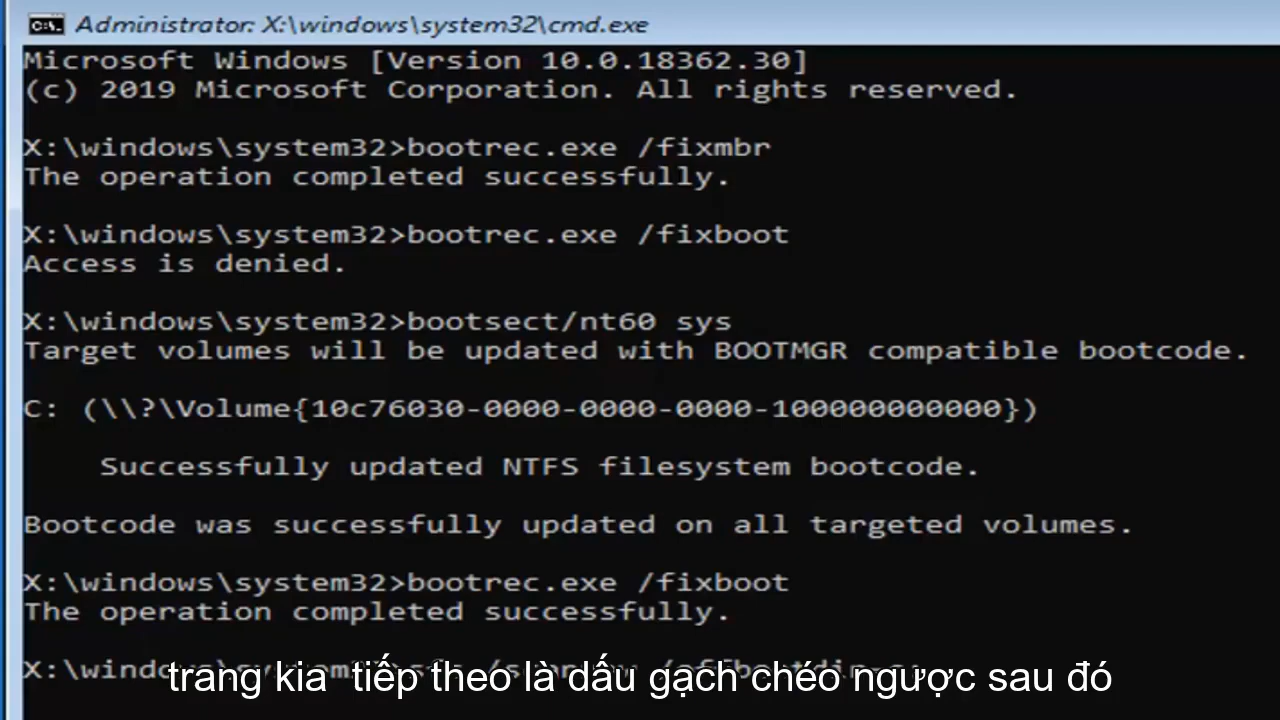 Administrator: X:\windows\system32\cmd.exe
Microsoft Windows [Version 10.0.18362.30]
(c) 2019 Microsoft Corporation. All rights reserved.
X:\windows\system32>bootrec.exe /fixmbr
The operation completed successfully.
X:\windows\system32>bootrec.exe /fixboot
Access is denied.
X:\windows\system32>bootsect/nt60 sys
Target volumes will be updated with BOOTMGR compatible bootcode.
C: (\\?\Volume{10c76030-0000-0000-0000-100000000000})
Successfully updated NTFS filesystem bootcode.
Bootcode was successfully updated on all targeted volumes.
X:\windows\system32>bootrec.exe /fixboot
The operation completed successfully.
X:\windows\system32>
trang kia tiếp theo là dấu gạch chéo ngược sau đó